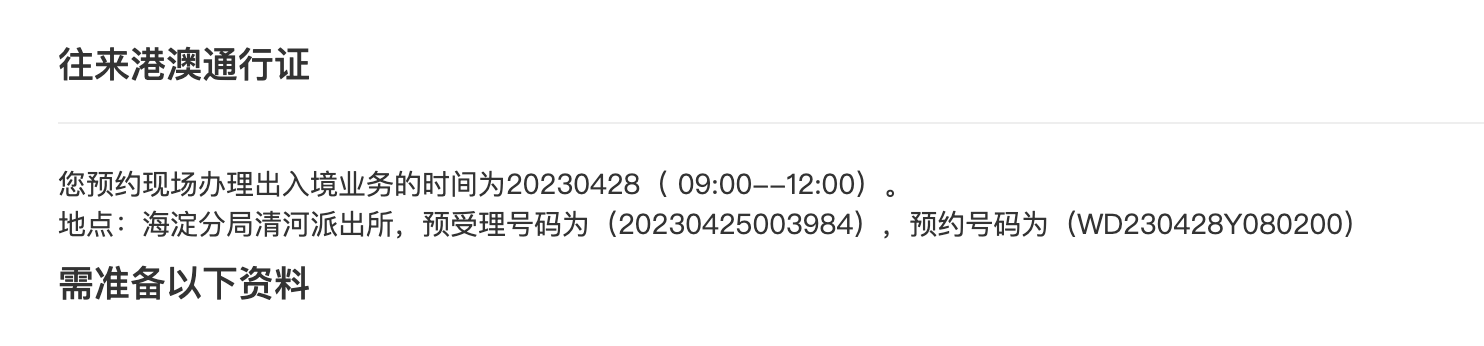 往来港澳通行证
您预约现场办理出入境业务的时间为20230428（ 09:00--12:00）。
地点：海淀分局清河派出所，预受理号码为（20230425003984），预约号码为（WD230428Y080200）
需准备以下资料